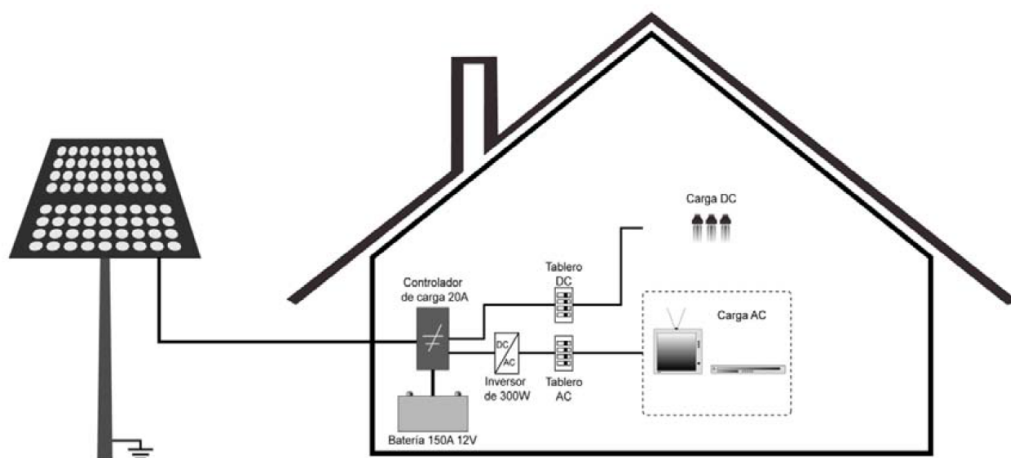 Carga DC
Tablero
DC
Controlador
de carga 20A
Carga AC
DC
AC
Inversor
de 300W
Tablero
AC
Batería 150A 12V